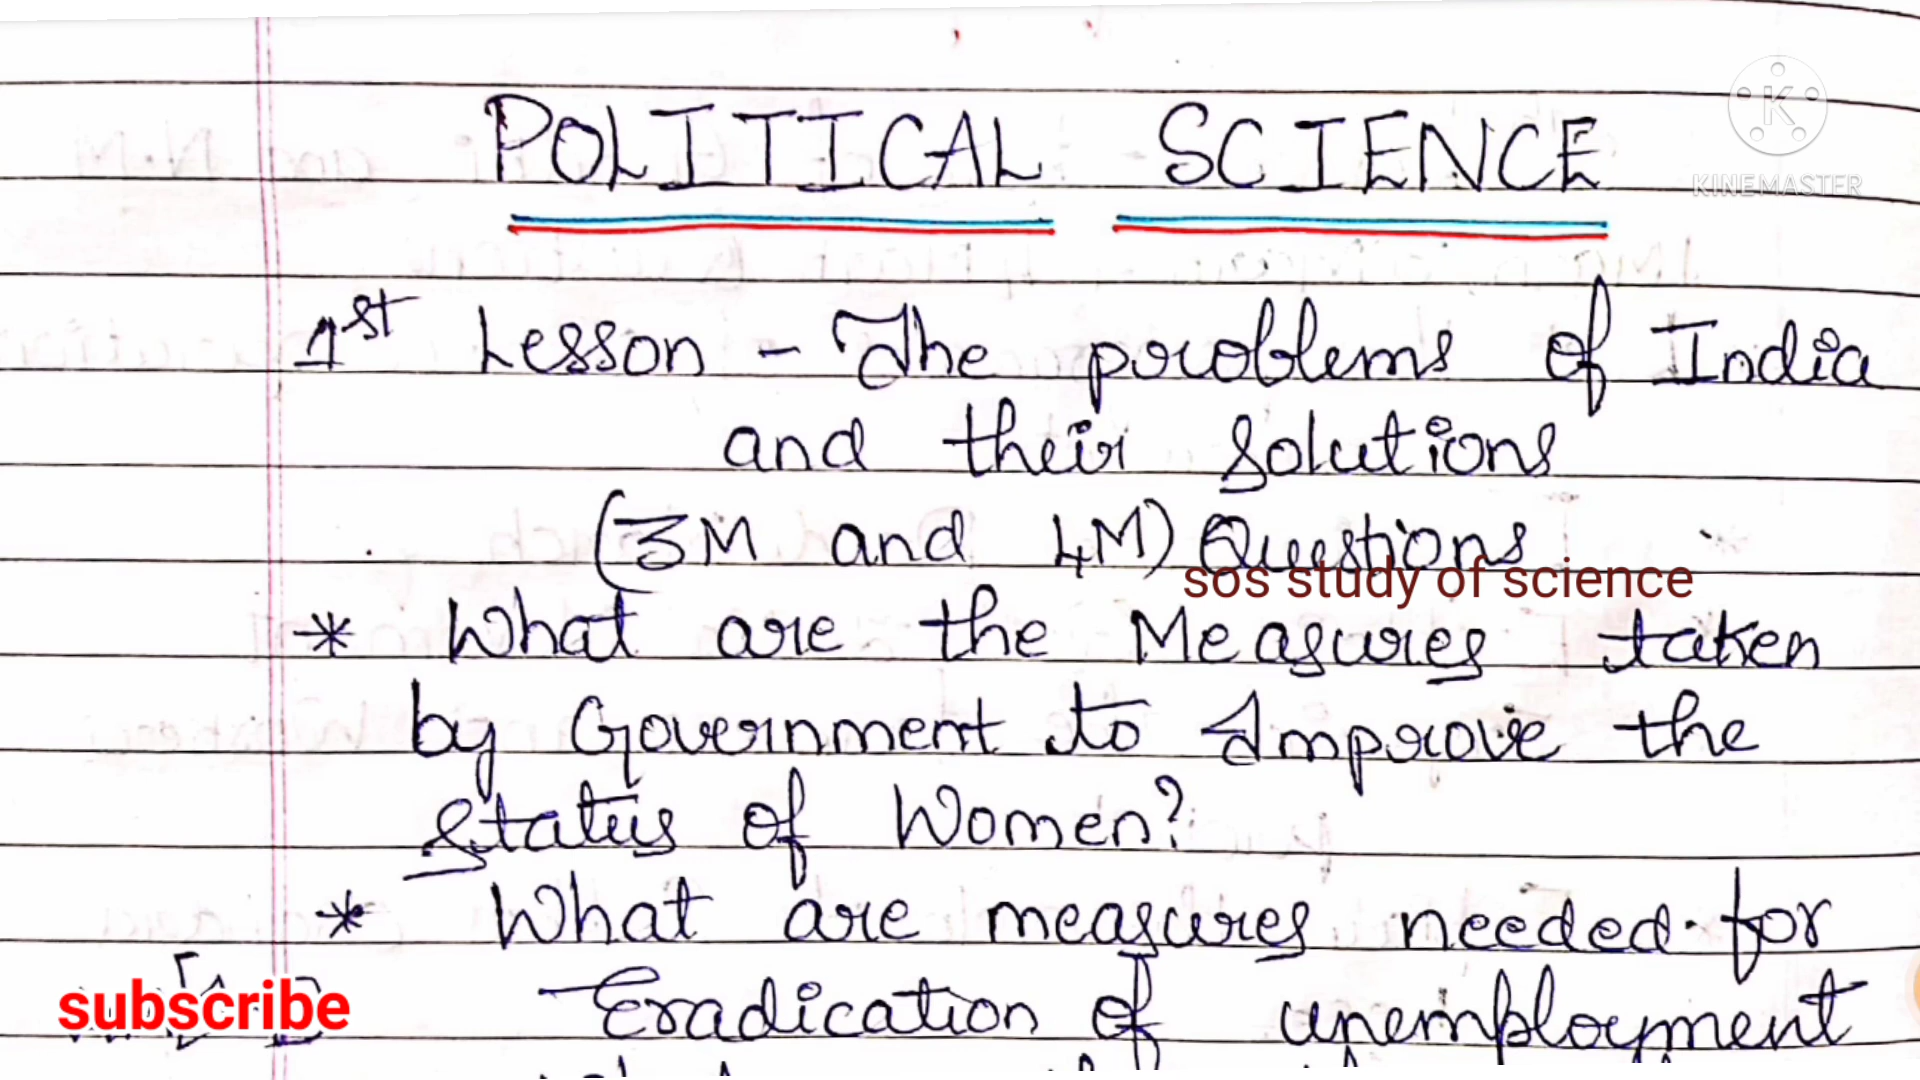 POLITICAL SCIENCE
KINEMASTER
1st Lesson - The problems of India
and their solutions
(3M and 4M) Questions
sos study of science
* What are the Measures taken
by Government to Improve the
status of Women?
* What are measures needed for
subscribe
Eradication of unemployment